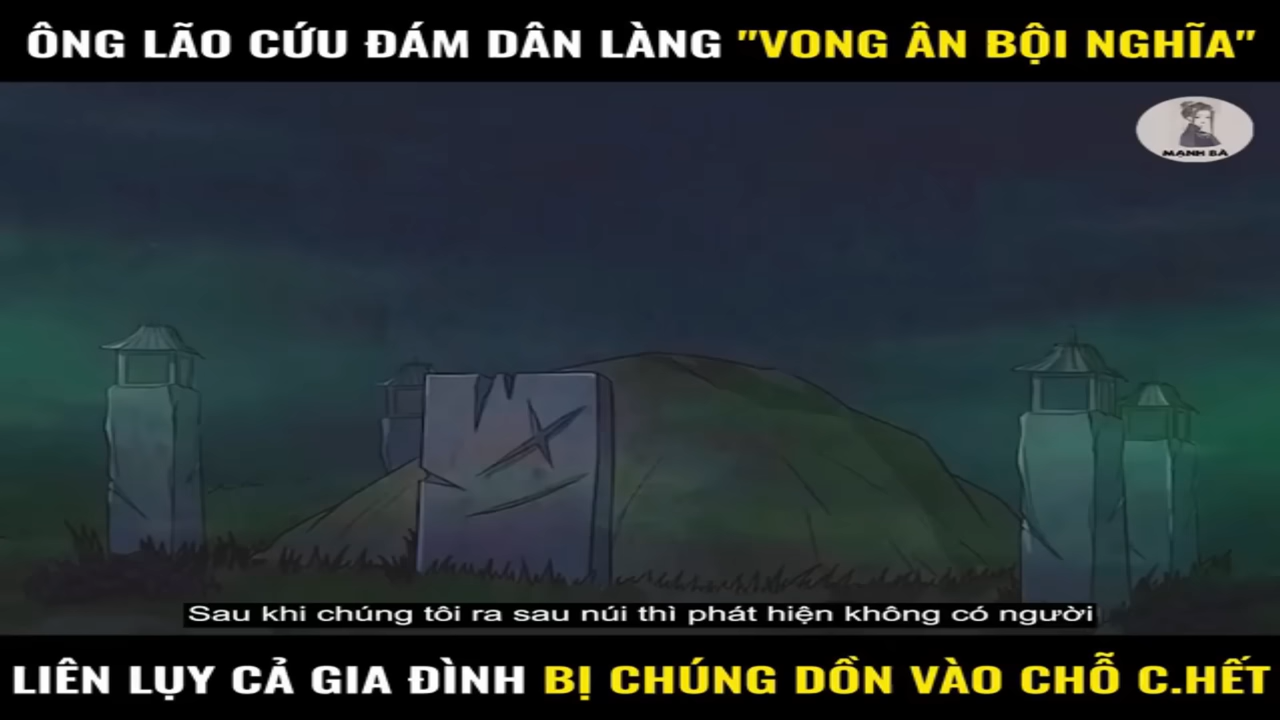 ÔNG LÃO CỨU ĐÁM DÂN LÀNG "VONG ÂN BỘI NGHĨA"
MẠNH BÀ
Sau khi chúng tôi ra sau núi thì phát hiện không có người
LIÊN LỤY CẢ GIA ĐÌNH BỊ CHÚNG DỒN VÀO CHỖ C.HẾT